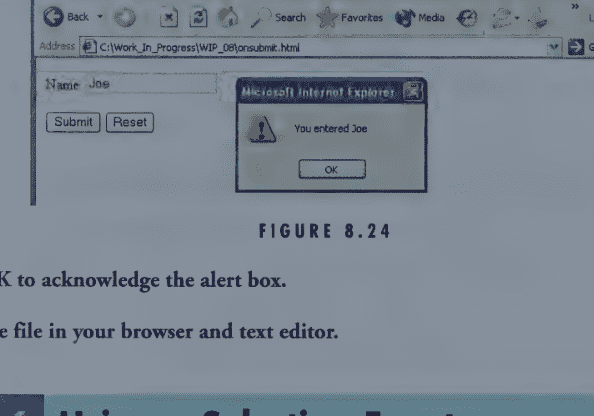 Back Search Favorites Media
Address C:\Work_In_Progress\WIP_08\onsubmit.html G
Name Joe
Microsoft Internet Explorer
You entered Joe
Submit Reset
OK
FIGURE 8.24
K to acknowledge the alert box.
e file in your browser and text editor.